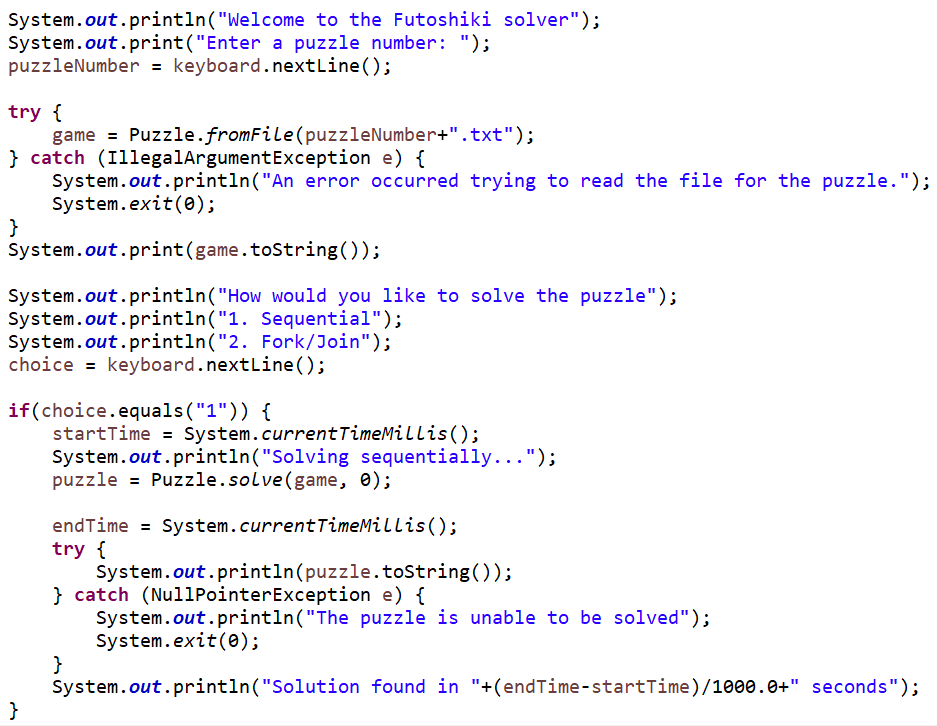 System.out.println("Welcome to the Futoshiki solver");
System.out.print("Enter a puzzle number: ");
puzzleNumber = keyboard.nextLine();

try {
    game = Puzzle.fromFile(puzzleNumber+".txt");
} catch (IllegalArgumentException e) {
    System.out.println("An error occurred trying to read the file for the puzzle.");
    System.exit(0);
}
System.out.print(game.toString());

System.out.println("How would you like to solve the puzzle");
System.out.println("1. Sequential");
System.out.println("2. Fork/Join");
choice = keyboard.nextLine();

if(choice.equals("1")) {
    startTime = System.currentTimeMillis();
    System.out.println("Solving sequentially...");
    puzzle = Puzzle.solve(game, 0);

    endTime = System.currentTimeMillis();
    try {
        System.out.println(puzzle.toString());
    } catch (NullPointerException e) {
        System.out.println("The puzzle is unable to be solved");
        System.exit(0);
    }
    System.out.println("Solution found in "+(endTime-startTime)/1000.0+" seconds");
}